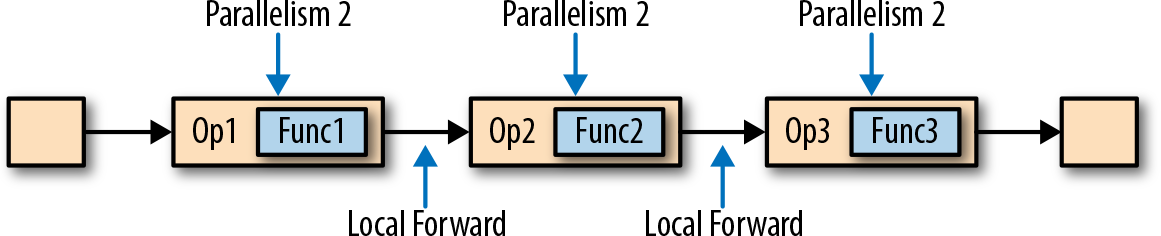 Parallelism 2
Parallelism 2
Parallelism 2
Op1 Func1
Op2 Func2
Op3 Func3
Local Forward
Local Forward